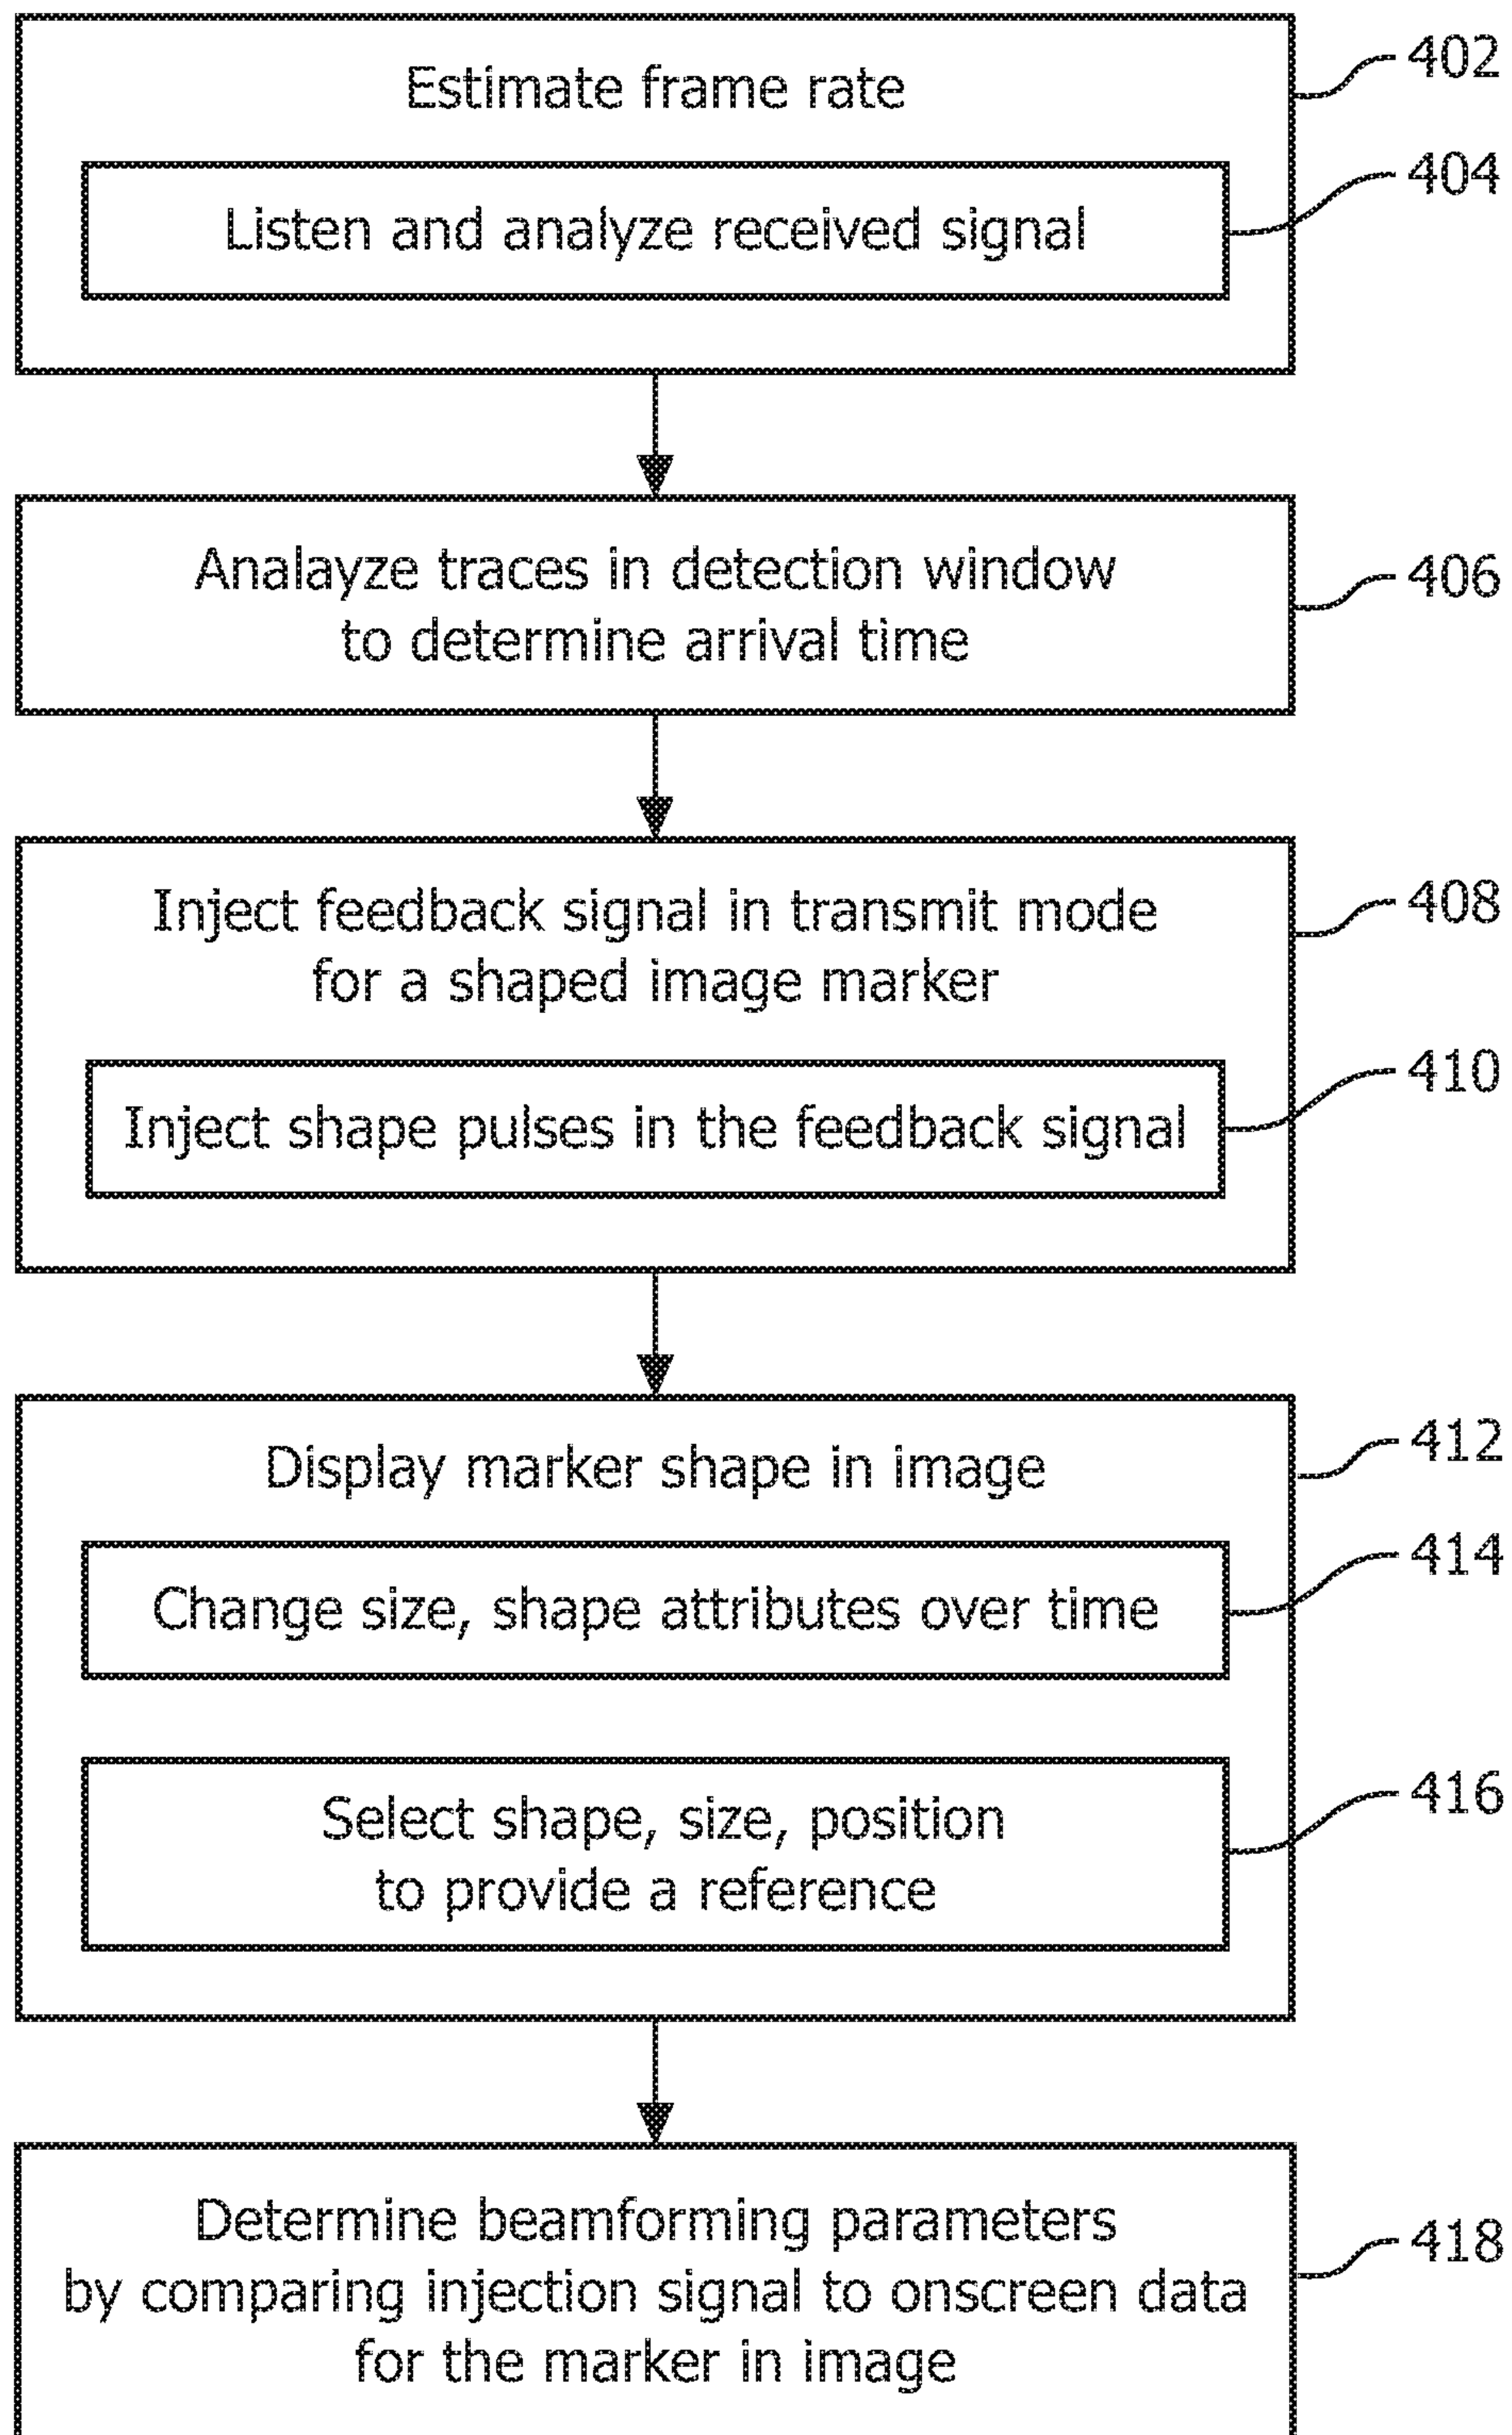 Estimate frame rate
402
Listen and analyze received signal
404
Analayze traces in detection window
to determine arrival time
406
Inject feedback signal in transmit mode
for a shaped image marker
408
Inject shape pulses in the feedback signal
410
Display marker shape in image
412
Change size, shape attributes over time
414
Select shape, size, position
to provide a reference
416
Determine beamforming parameters
by comparing injection signal to onscreen data
for the marker in image
418